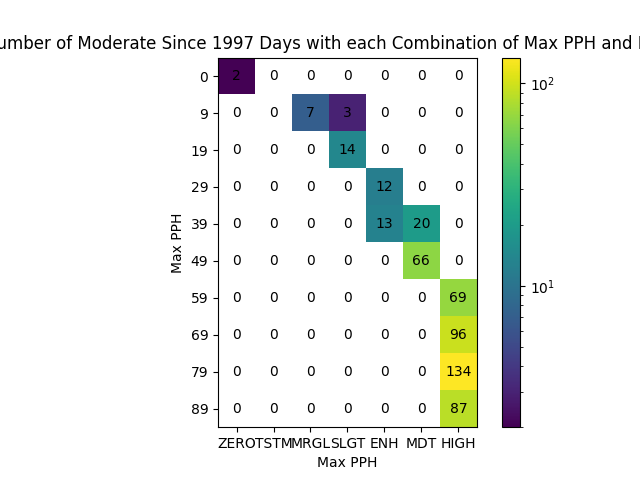 of Moderate Since 1997 Days with each Combination of Max PPH and
0 2 0 0 0 0 0 0
9 0 0 7 3 0 0 0
19 0 0 0 14 0 0 0
29 0 0 0 0 12 0 0
39 0 0 0 0 13 20 0
49 0 0 0 0 0 66 0
59 0 0 0 0 0 0 69
69 0 0 0 0 0 0 96
79 0 0 0 0 0 0 134
89 0 0 0 0 0 0 87
ZERO TSTM MRGL SLGT ENH MDT HIGH
Max PPH
Max PPH
10²
10¹